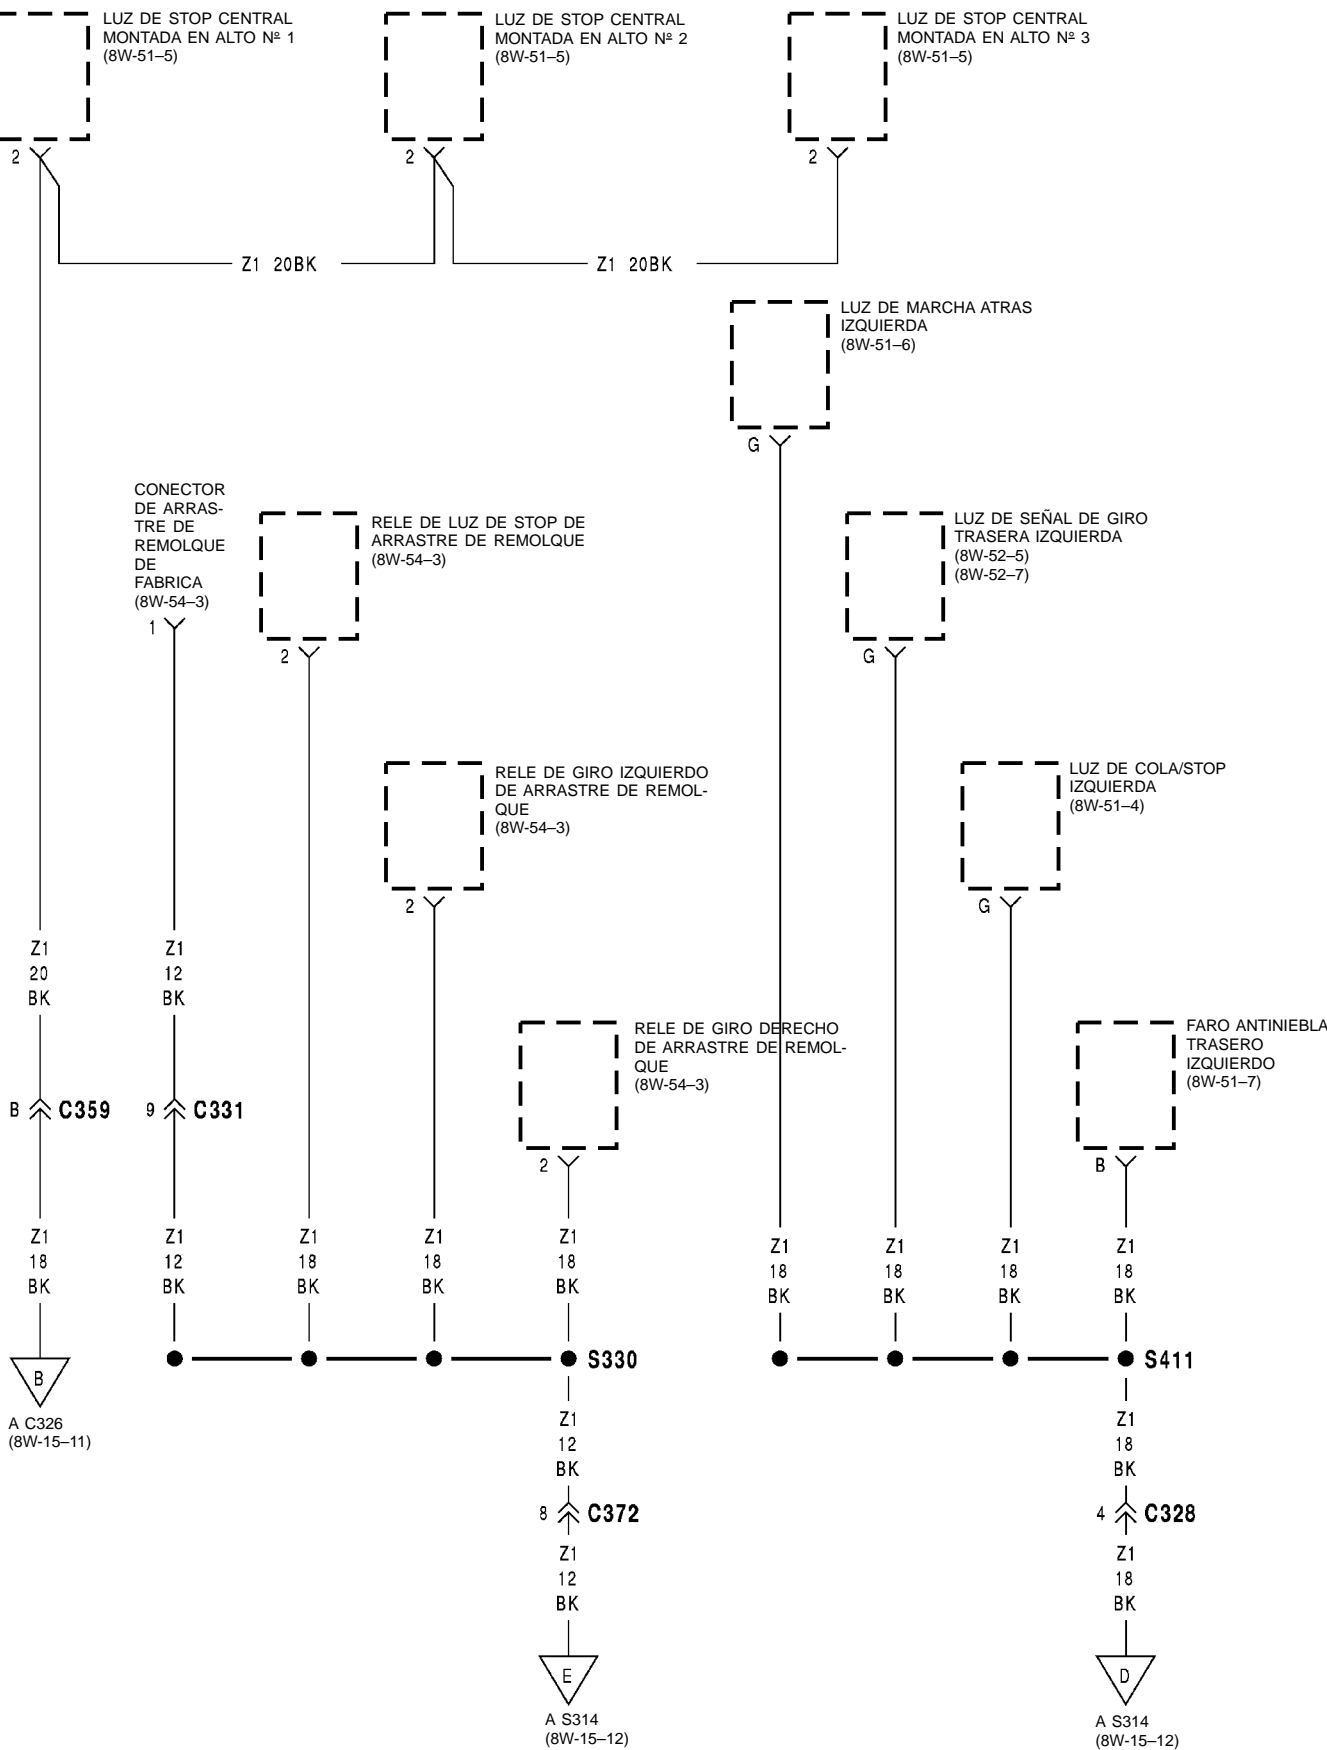 LUZ DE STOP CENTRAL
MONTADA EN ALTO Nº 1
(8W-51–5)
LUZ DE STOP CENTRAL
MONTADA EN ALTO Nº 2
(8W-51–5)
LUZ DE STOP CENTRAL
MONTADA EN ALTO Nº 3
(8W-51–5)
2
2
2
Z1 20BK
Z1 20BK
LUZ DE MARCHA ATRAS
IZQUIERDA
(8W-51–6)
G
CONECTOR
DE ARRAS-
TRE DE
REMOLQUE
DE
FABRICA
(8W-54–3)
1
RELE DE LUZ DE STOP DE
ARRASTRE DE REMOLQUE
(8W-54–3)
2
LUZ DE SEÑAL DE GIRO
TRASERA IZQUIERDA
(8W-52–5)
(8W-52–7)
G
RELE DE GIRO IZQUIERDO
DE ARRASTRE DE REMOL-
QUE
(8W-54–3)
2
LUZ DE COLA/STOP
IZQUIERDA
(8W-51–4)
G
Z1
20
BK
Z1
12
BK
RELE DE GIRO DERECHO
DE ARRASTRE DE REMOL-
QUE
(8W-54–3)
2
FARO ANTINIEBLA
TRASERO
IZQUIERDO
(8W-51–7)
B
B C359
9 C331
Z1
18
BK
Z1
12
BK
Z1
18
BK
Z1
18
BK
Z1
18
BK
Z1
18
BK
Z1
18
BK
Z1
18
BK
Z1
18
BK
S330
S411
B
A C326
(8W-15–11)
Z1
12
BK
8 C372
Z1
12
BK
E
A S314
(8W-15–12)
Z1
18
BK
4 C328
Z1
18
BK
D
A S314
(8W-15–12)